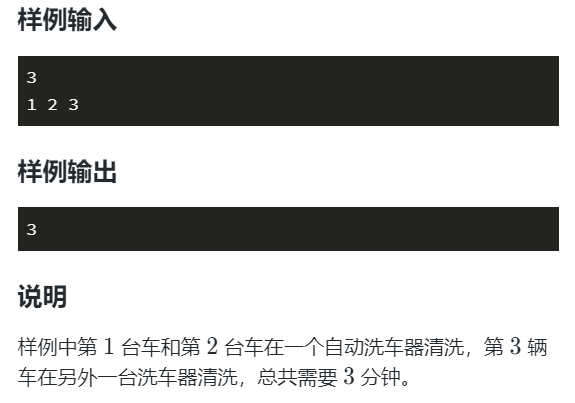 样例输入
3
1 2 3
样例输出
3
说明
样例中第 1 台车和第 2 台车在一个自动洗车器清洗，第 3 辆
车在另外一台洗车器清洗，总共需要 3 分钟。